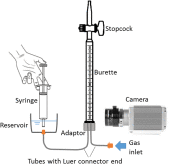 Stopcock
Burette
Syringe
Camera
Reservoir
Adaptor
Gas
inlet
Tubes with Luer connector end